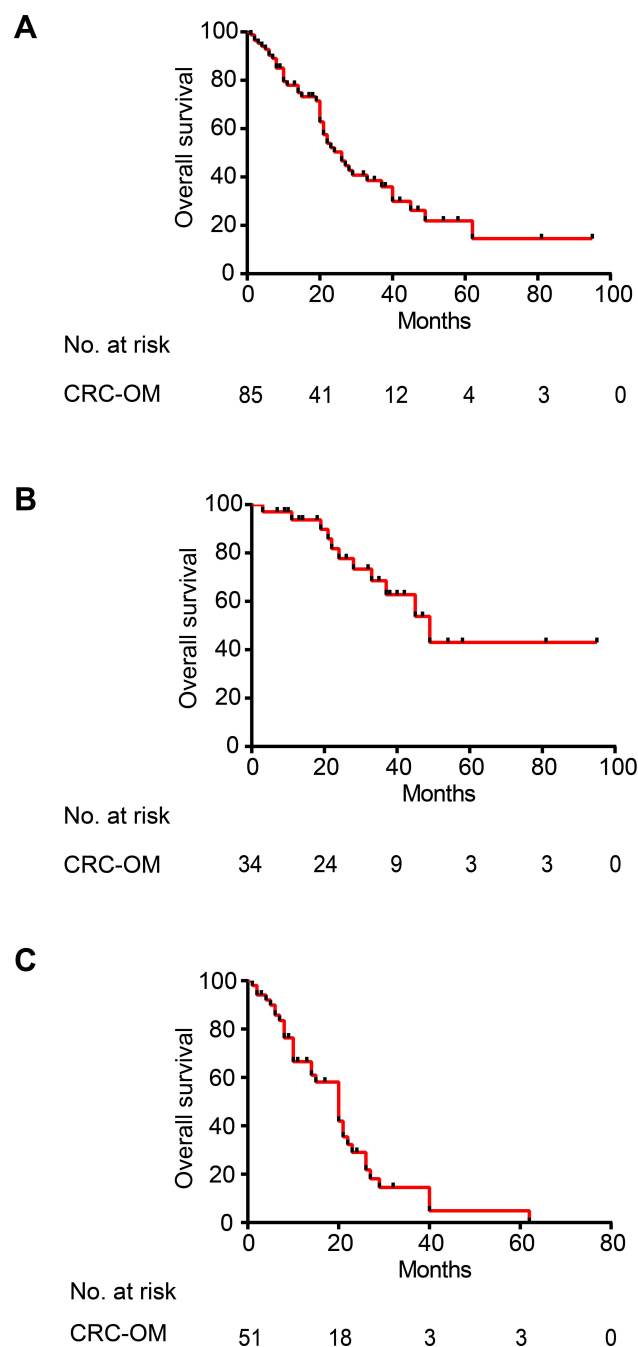 A
Overall survival
100
80
60
40
20
0
0 20 40 60 80 100
Months
No. at risk
CRC-OM 85 41 12 4 3 0
B
Overall survival
100
80
60
40
20
0
0 20 40 60 80 100
Months
No. at risk
CRC-OM 34 24 9 3 3 0
C
Overall survival
100
80
60
40
20
0
0 20 40 60 80
Months
No. at risk
CRC-OM 51 18 3 3 0